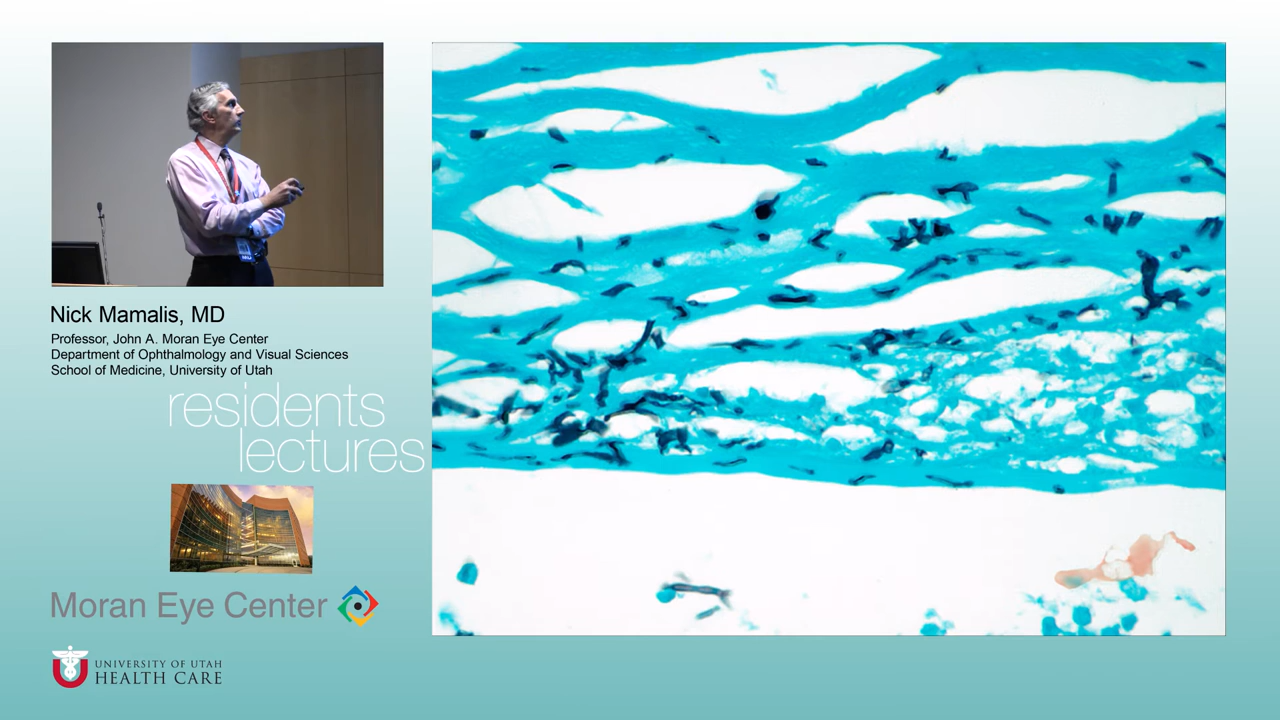 Nick Mamalis, MD
Professor, John A. Moran Eye Center
Department of Ophthalmology and Visual Sciences
School of Medicine, University of Utah
residents
lectures
Moran Eye Center
UNIVERSITY OF UTAH
HEALTH CARE